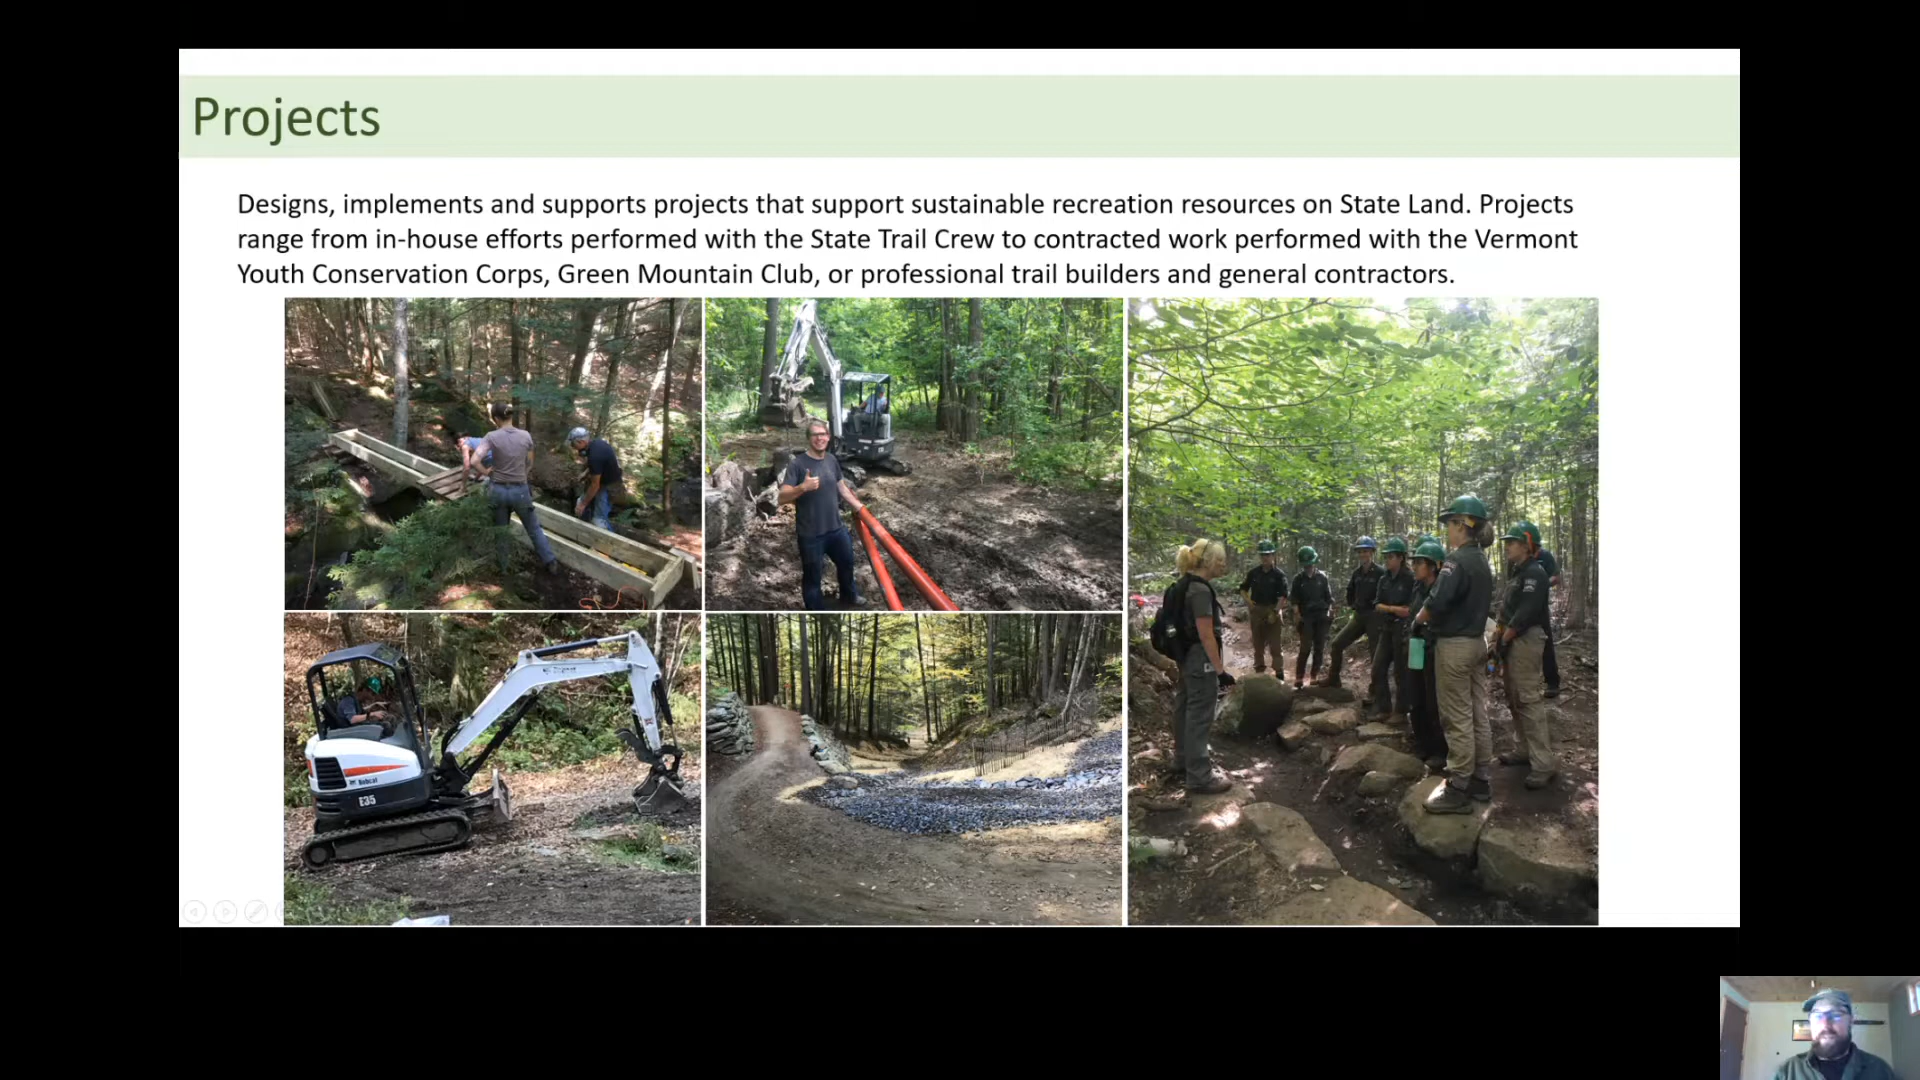 Projects
Designs, implements and supports projects that support sustainable recreation resources on State Land. Projects
range from in-house efforts performed with the State Trail Crew to contracted work performed with the Vermont
Youth Conservation Corps, Green Mountain Club, or professional trail builders and general contractors.
Bobcat
E35